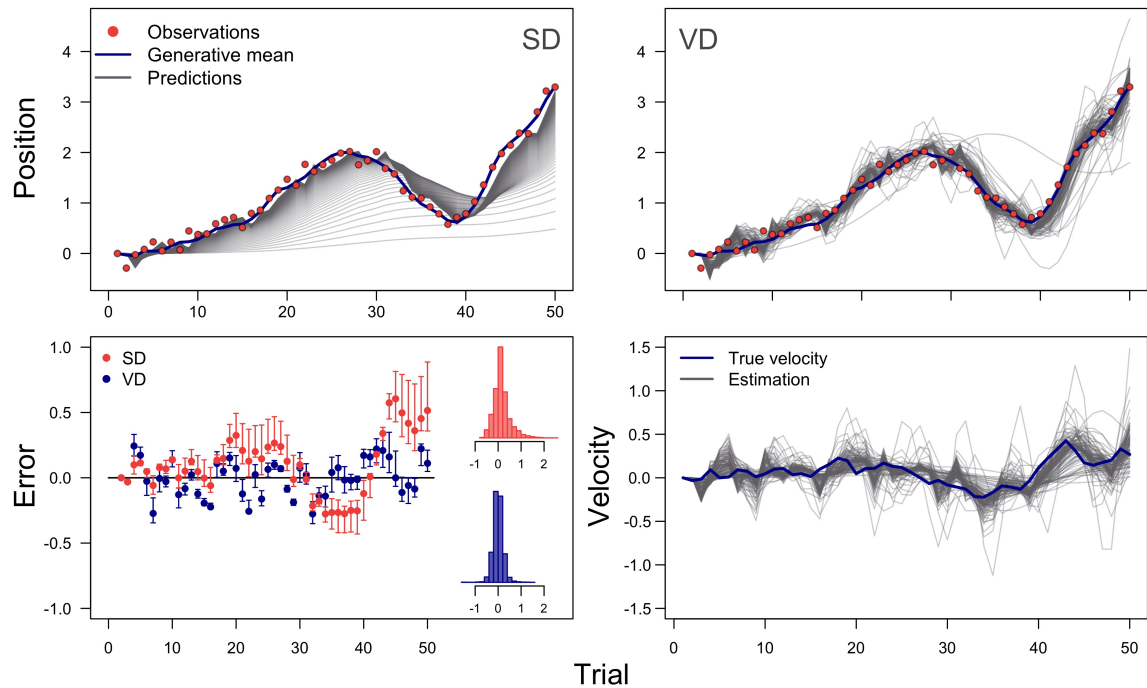 Observations
Generative mean
Predictions
SD
VD
Position
4
3
2
1
0
0
10
20
30
40
50
4
3
2
1
0
SD
VD
Error
1.0
0.5
0.0
-0.5
-1.0
-1 0 1 2
-1 0 1 2
0 10 20 30 40 50
True velocity
Estimation
Velocity
1.5
1.0
0.5
0.0
-0.5
-1.0
-1.5
0 10 20 30 40 50
Trial